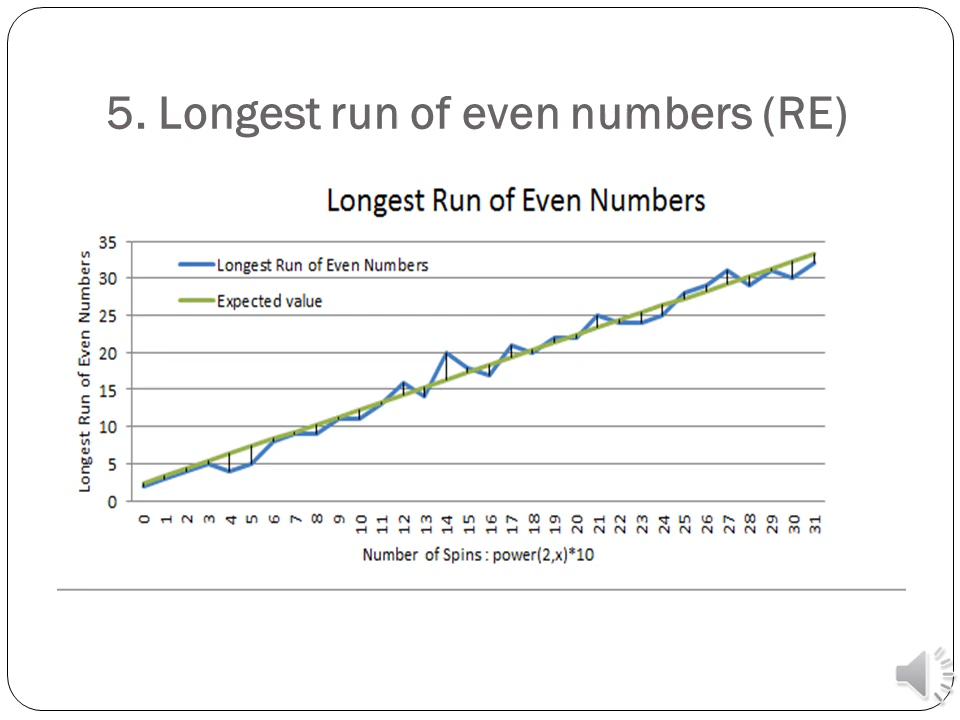 5. Longest run of even numbers (RE)
Longest Run of Even Numbers
Longest Run of Even Numbers
35
30
25
20
15
10
5
0
Longest Run of Even Numbers
Expected value
0 1 2 3 4 5 6 7 8 9 10 11 12 13 14 15 16 17 18 19 20 21 22 23 24 25 26 27 28 29 30 31
Number of Spins : power(2,x)*10